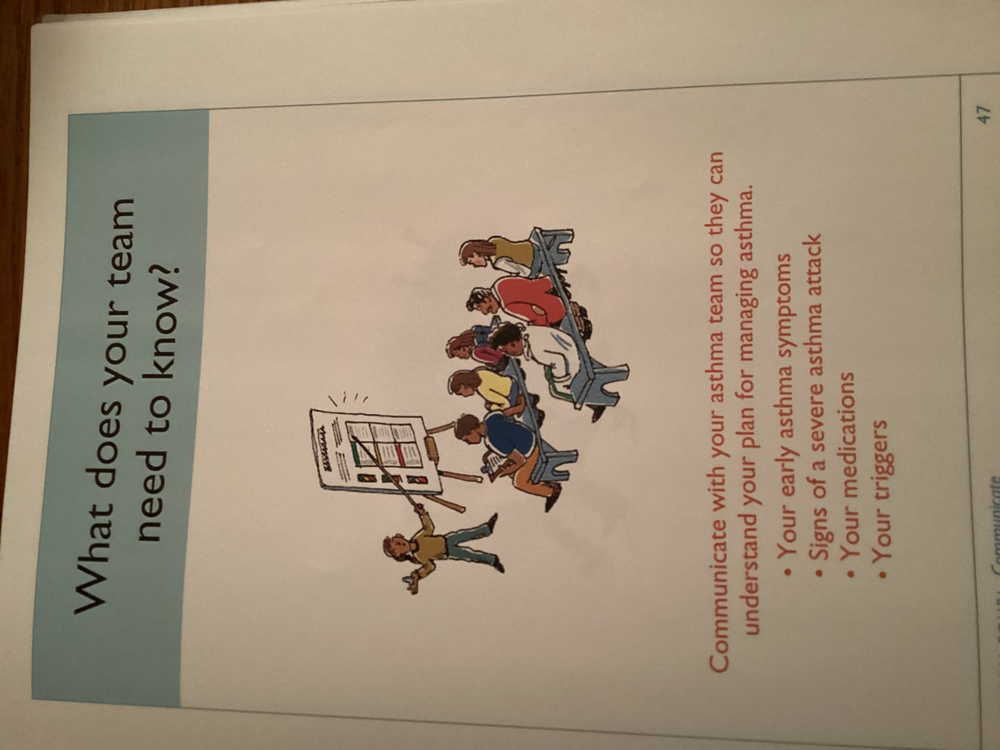 What does your team
need to know?
Communicate with your asthma team so they can
understand your plan for managing asthma.
• Your early asthma symptoms
• Signs of a severe asthma attack
• Your medications
• Your triggers
Communicate
47